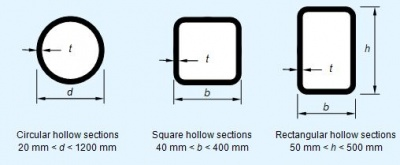 t
d
t
b
t
h
b
Circular hollow sections
20 mm < d < 1200 mm
Square hollow sections
40 mm < b < 400 mm
Rectangular hollow sections
50 mm < h < 500 mm